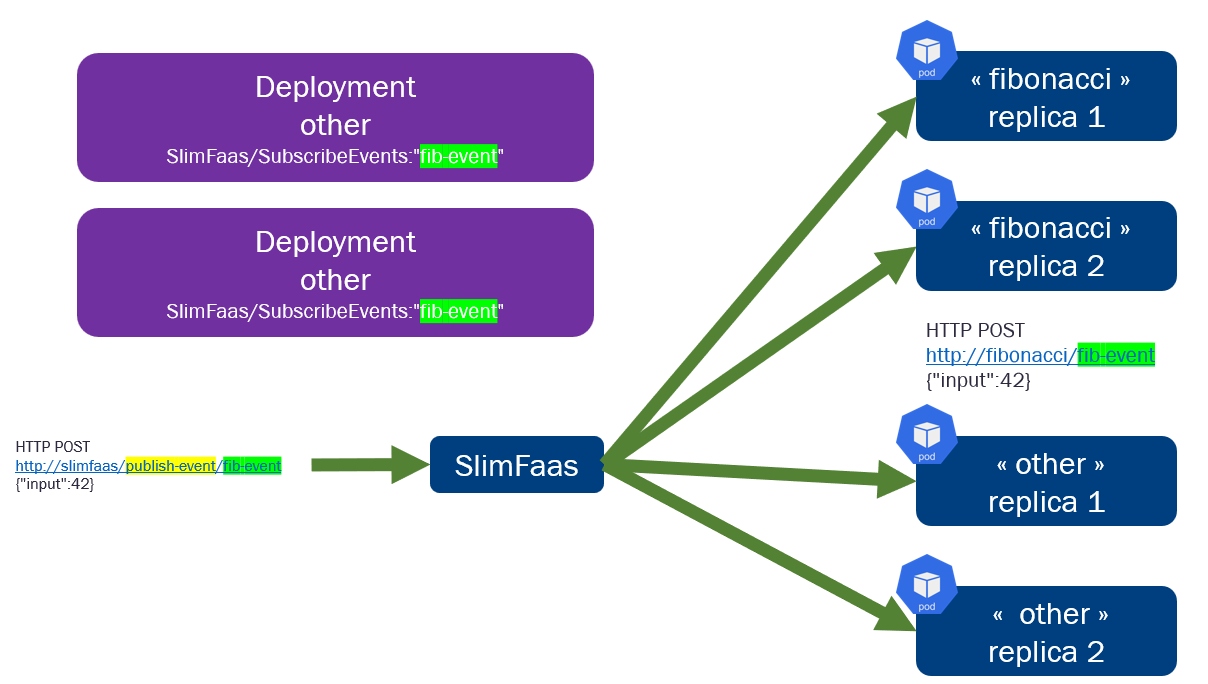 Deployment
other
SlimFaas/SubscribeEvents:"fib-event"
Deployment
other
SlimFaas/SubscribeEvents:"fib-event"
HTTP POST
http://slimfaas/publish-event/fib-event
{"input":42}
SlimFaas
pod
« fibonacci »
replica 1
pod
« fibonacci »
replica 2
HTTP POST
http://fibonacci/fib-event
{"input":42}
pod
« other »
replica 1
pod
« other »
replica 2